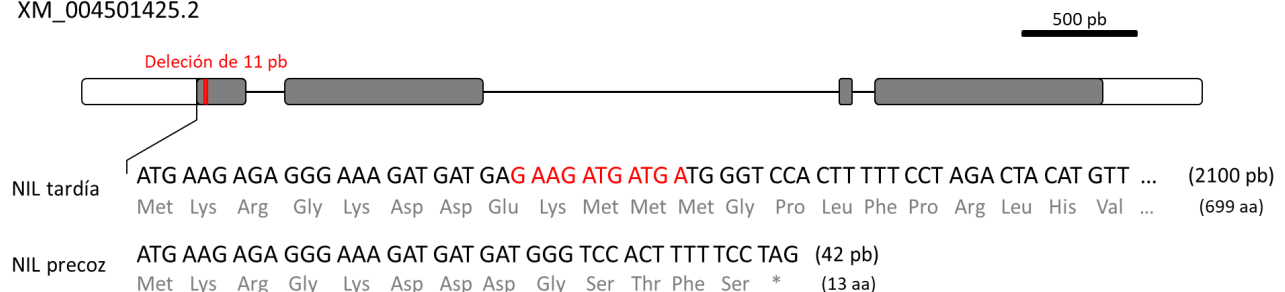 XM_004501425.2
500 pb
Deleción de 11 pb
NIL tardía ATG AAG AGA GGG AAA GAT GAT GAG AAG ATG ATG ATG GGT CCA CTT TTT CCT AGA CTA CAT GTT ... (2100 pb)
Met Lys Arg Gly Lys Asp Asp Glu Lys Met Met Met Gly Pro Leu Phe Pro Arg Leu His Val ... (699 aa)
NIL precoz ATG AAG AGA GGG AAA GAT GAT GAT GGG TCC ACT TTT TCC TAG (42 pb)
Met Lys Arg Gly Lys Asp Asp Asp Gly Ser Thr Phe Ser * (13 aa)